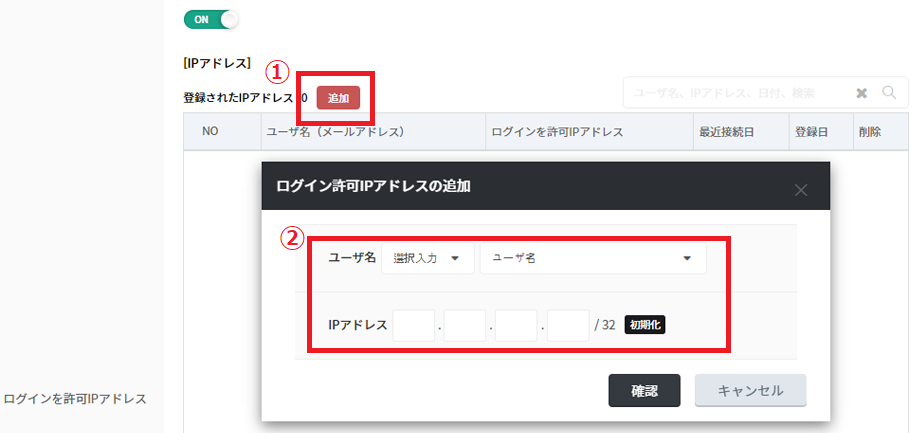 ON
[IPアドレス]
①
登録されたIPアドレス 0 追加
ユーザ名、IPアドレス、日付、検索
NO ユーザ名（メールアドレス） ログインを許可IPアドレス 最近接続日 登録日 削除
ログイン許可IPアドレスの追加
②
ユーザ名 選択入力 ユーザ名
IPアドレス . . . / 32 初期化
確認 キャンセル
ログインを許可IPアドレス